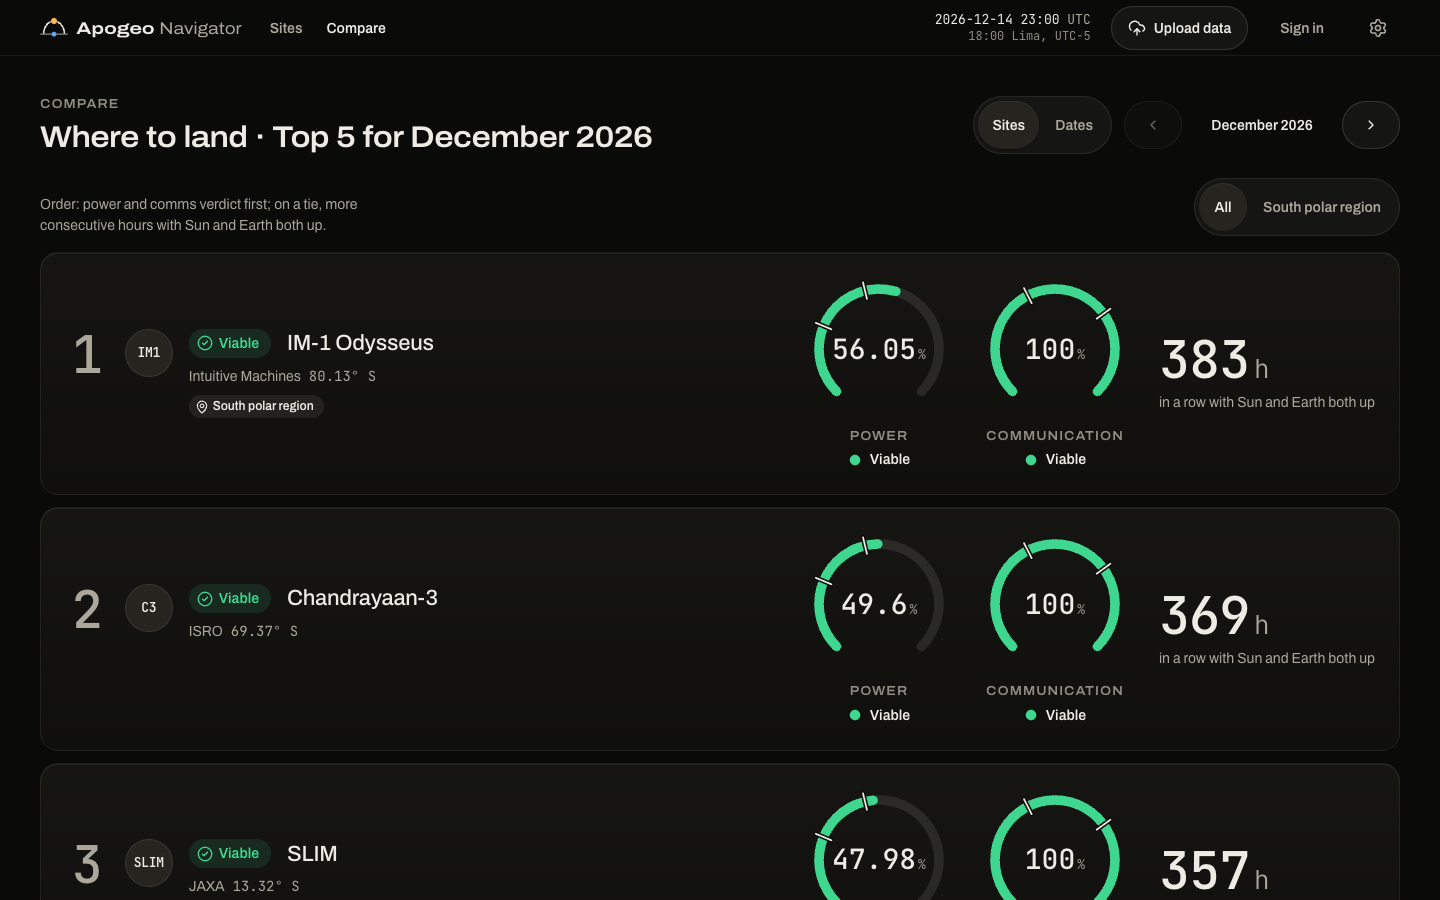 Apogeo Navigator
Sites
Compare
2026-12-14 23:00 UTC
18:00 Lima, UTC-5
Upload data
Sign in
COMPARE
Where to land · Top 5 for December 2026
Sites
Dates
December 2026
Order: power and comms verdict first; on a tie, more
consecutive hours with Sun and Earth both up.
All
South polar region
1
IM1
Viable
IM-1 Odysseus
Intuitive Machines 80.13° S
South polar region
56.05%
POWER
Viable
100%
COMMUNICATION
Viable
383 h
in a row with Sun and Earth both up
2
C3
Viable
Chandrayaan-3
ISRO 69.37° S
49.6%
POWER
Viable
100%
COMMUNICATION
Viable
369 h
in a row with Sun and Earth both up
3
SLIM
Viable
SLIM
JAXA 13.32° S
47.98%
100%
357 h